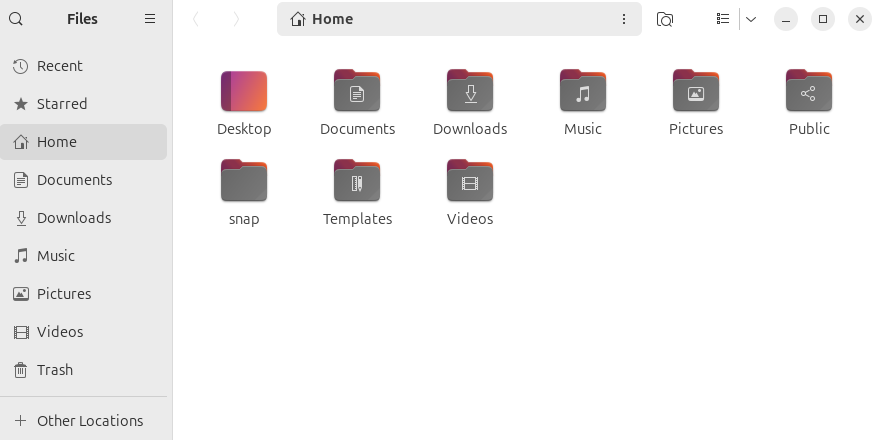 Files
Home
Recent
Starred
Home
Documents
Downloads
Music
Pictures
Videos
Trash
Other Locations
Desktop Documents Downloads Music Pictures Public
snap Templates Videos